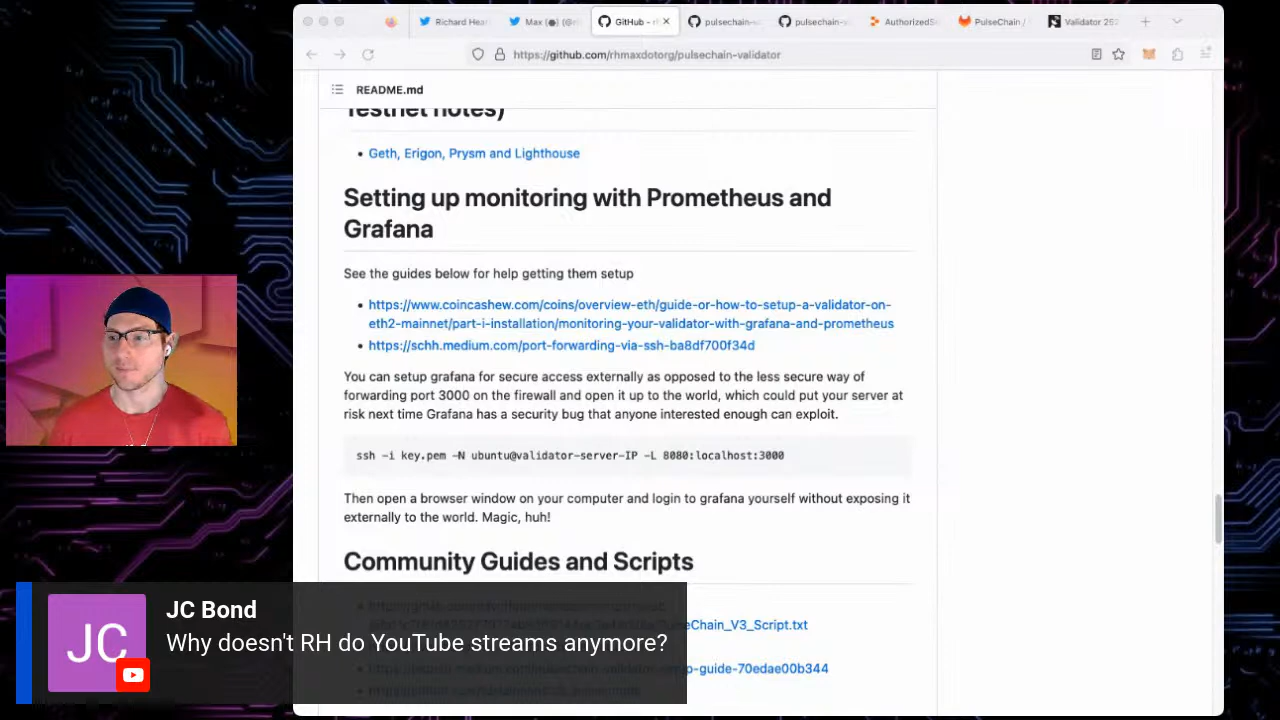 Richard Hear
Max (
GitHub - rh
pulsechain-v
pulsechain-v
AuthorizedS
PulseChain /
Validator 252
https://github.com/rhmaxdotorg/pulsechain-validator
README.md
Testnet notes)
• Geth, Erigon, Prysm and Lighthouse
Setting up monitoring with Prometheus and
Grafana
See the guides below for help getting them setup
• https://www.coincashew.com/coins/overview-eth/guide-or-how-to-setup-a-validator-on-
eth2-mainnet/part-i-installation/monitoring-your-validator-with-grafana-and-prometheus
• https://schh.medium.com/port-forwarding-via-ssh-ba8df700f34d
You can setup grafana for secure access externally as opposed to the less secure way of
forwarding port 3000 on the firewall and open it up to the world, which could put your server at
risk next time Grafana has a security bug that anyone interested enough can exploit.
ssh -i key.pem -N ubuntu@validator-server-IP -L 8080:localhost:3000
Then open a browser window on your computer and login to grafana yourself without exposing it
externally to the world. Magic, huh!
Community Guides and Scripts
eChain_V3_Script.txt
p-guide-70edae00b344
JC
JC Bond
Why doesn't RH do YouTube streams anymore?